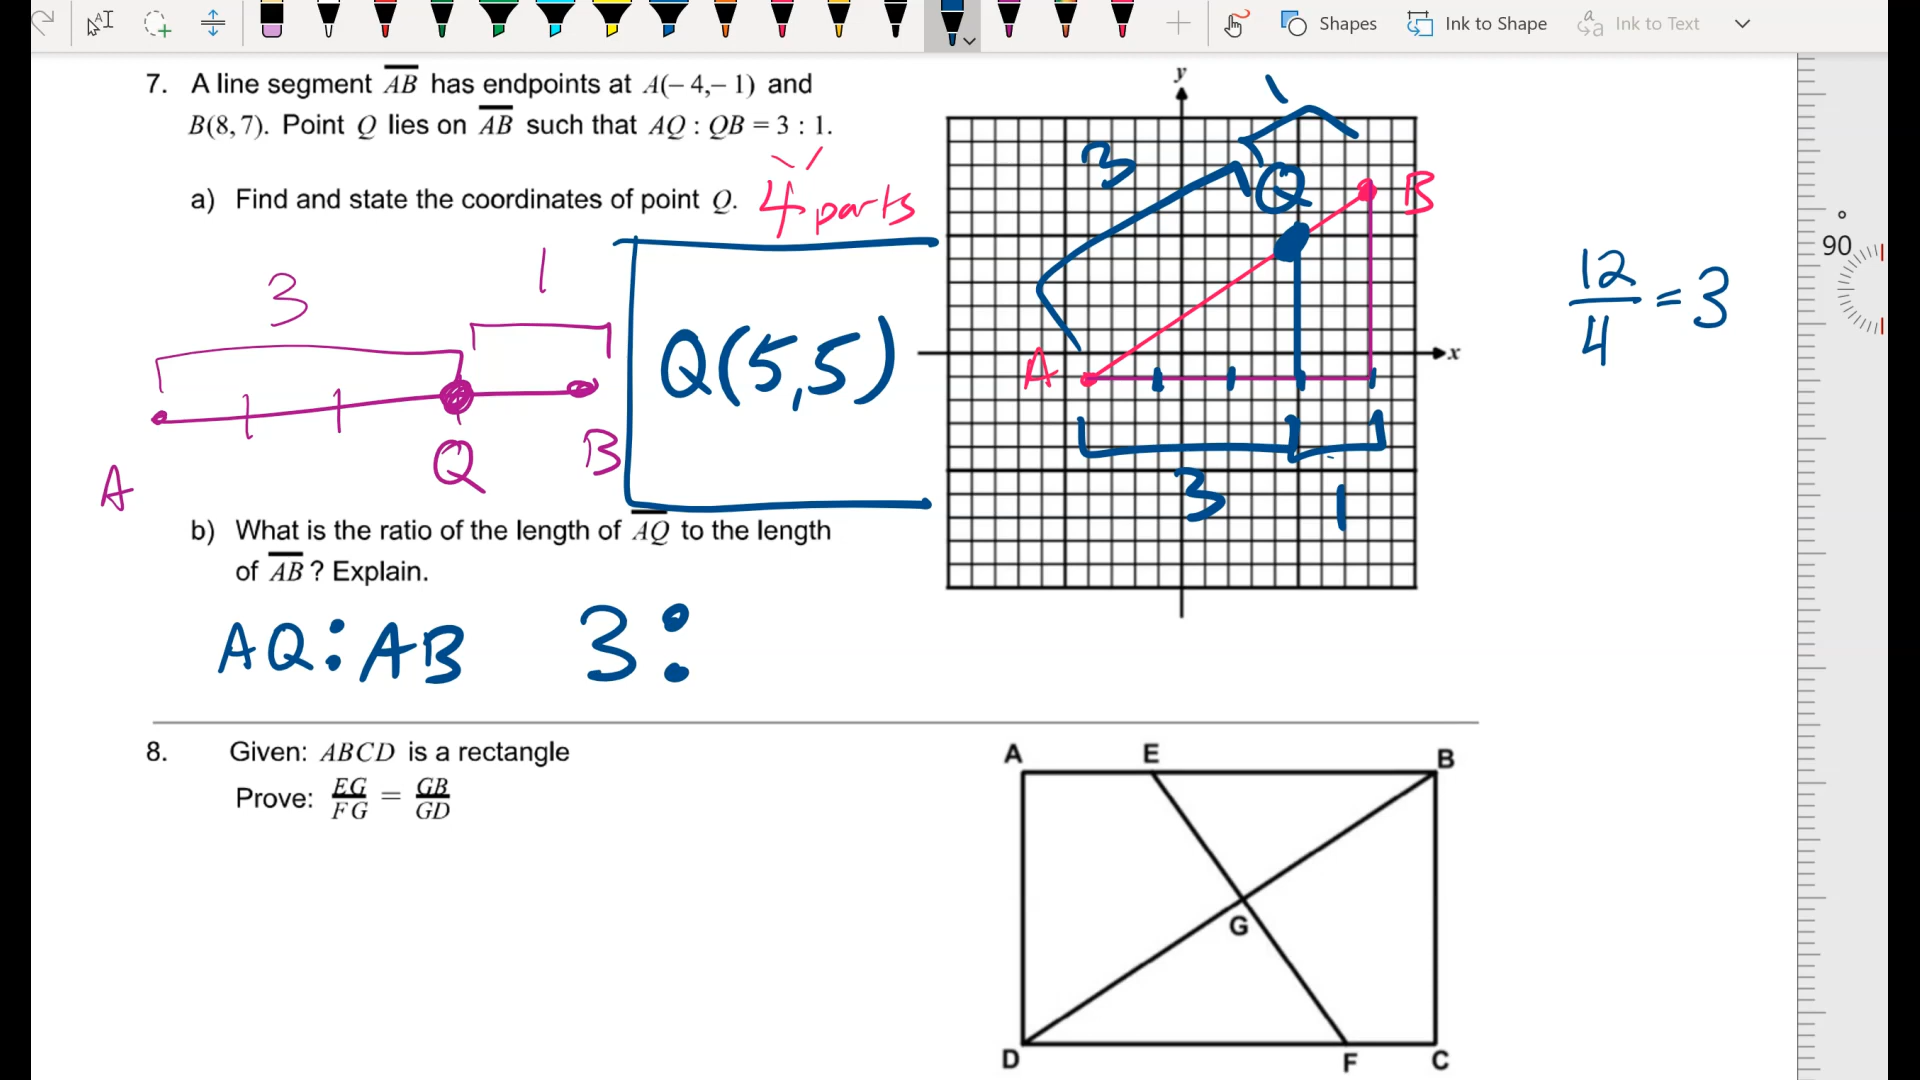 Shapes
Ink to Shape
Ink to Text
7. A line segment AB has endpoints at A(– 4,– 1) and
B(8, 7). Point Q lies on AB such that AQ : QB = 3 : 1.
4 parts
a) Find and state the coordinates of point Q.
3
1
A
Q
B
Q(5,5)
y
x
1
3
Q
B
A
3
1
12/4 = 3
90
°
b) What is the ratio of the length of AQ to the length
of AB ? Explain.
AQ:AB 3:
8. Given: ABCD is a rectangle
Prove: EG/FG = GB/GD
A
E
B
G
D
F
C